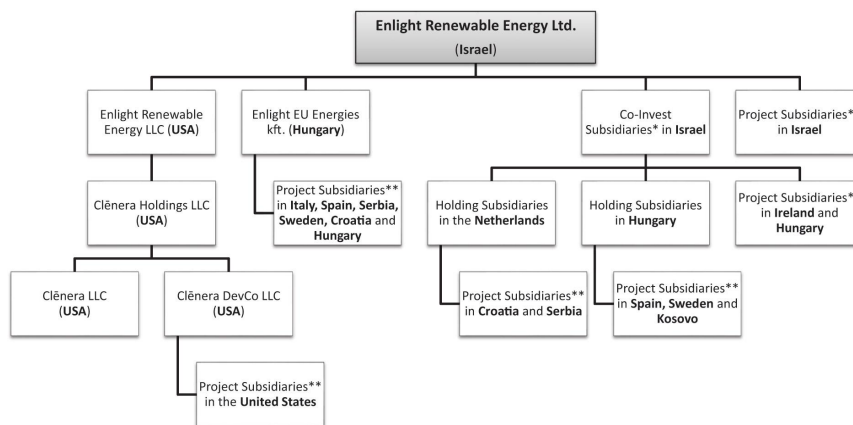 Enlight Renewable Energy Ltd.
(Israel)
Enlight Renewable
Energy LLC (USA)
Enlight EU Energies
kft. (Hungary)
Co-Invest
Subsidiaries* in Israel
Project Subsidiaries*
in Israel
Clēnera Holdings LLC
(USA)
Project Subsidiaries**
in Italy, Spain, Serbia,
Sweden, Croatia and
Hungary
Holding Subsidiaries
in the Netherlands
Holding Subsidiaries
in Hungary
Project Subsidiaries*
in Ireland and
Hungary
Clēnera LLC
(USA)
Clēnera DevCo LLC
(USA)
Project Subsidiaries**
in Croatia and Serbia
Project Subsidiaries**
in Spain, Sweden and
Kosovo
Project Subsidiaries**
in the United States